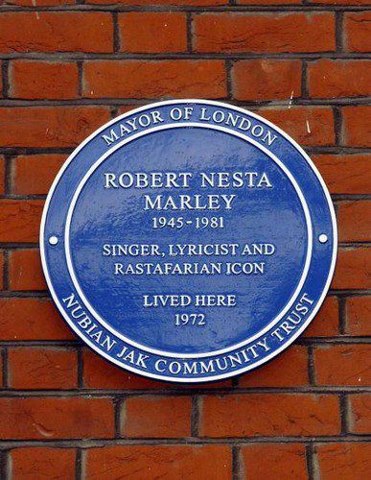 MAYOR OF LONDON
ROBERT NESTA
MARLEY
1945-1981
SINGER, LYRICIST AND
RASTAFARIAN ICON
LIVED HERE
1972
NUBIAN JAK COMMUNITY TRUST